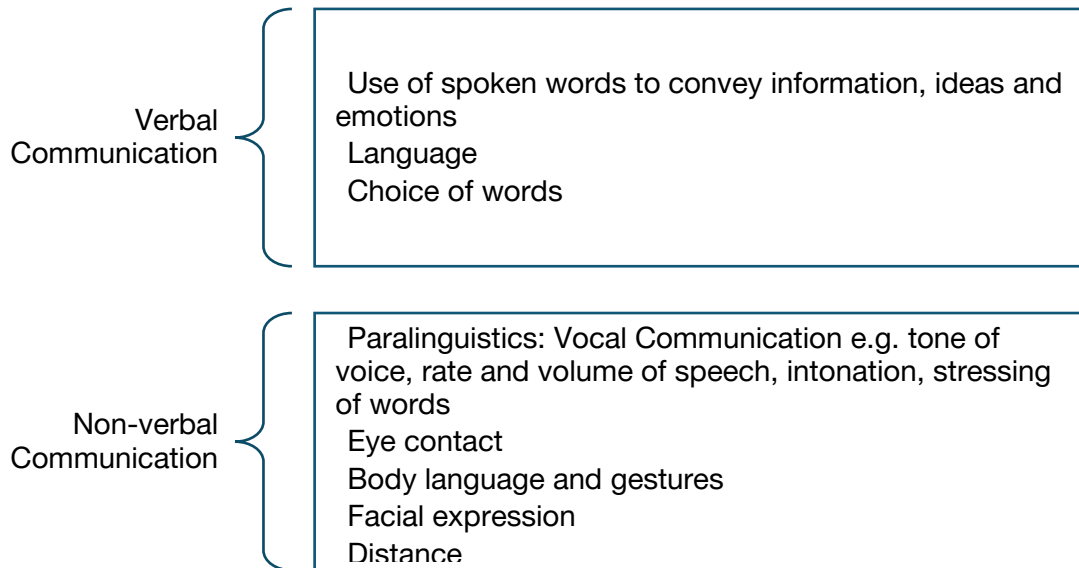 Verbal
Communication
Use of spoken words to convey information, ideas and
emotions
Language
Choice of words
Non-verbal
Communication
Paralinguistics: Vocal Communication e.g. tone of
voice, rate and volume of speech, intonation, stressing
of words
Eye contact
Body language and gestures
Facial expression
Distance